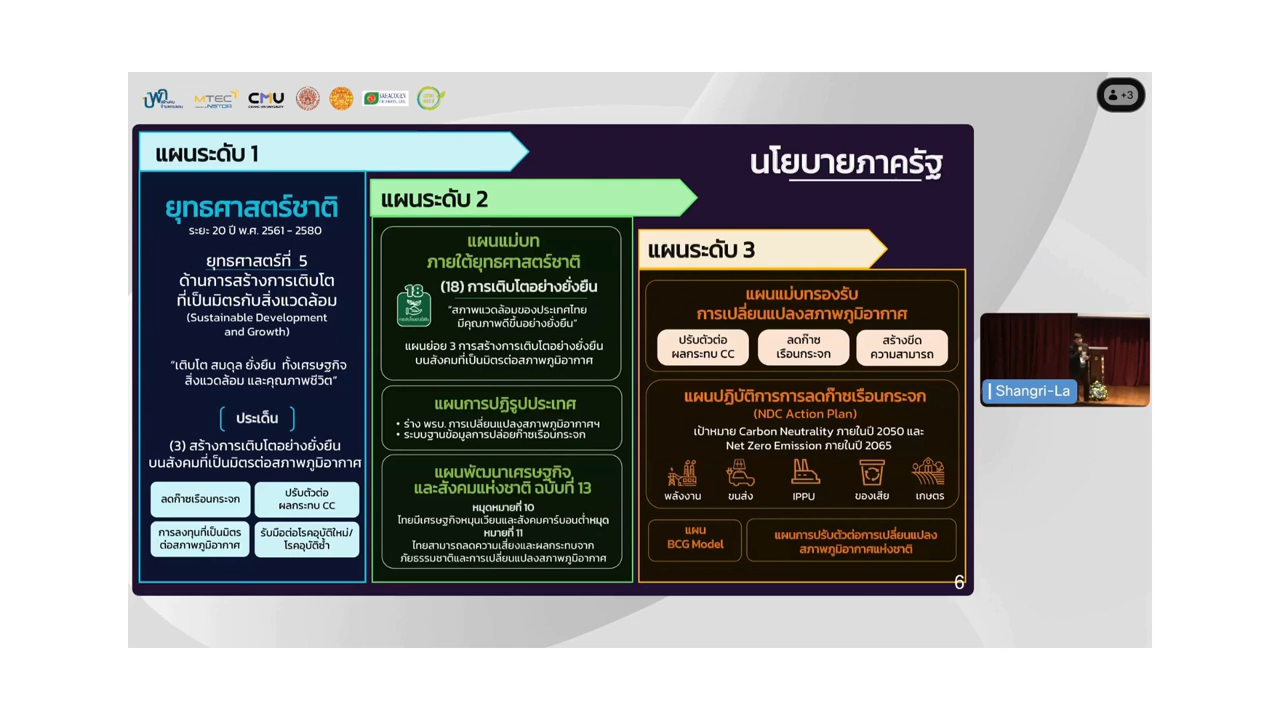 MTEC
NSTDA
CMU
+3
นโยบายภาครัฐ
แผนระดับ 1
ยุทธศาสตร์ชาติ
ระยะ 20 ปี พ.ศ. 2561 - 2580
ยุทธศาสตร์ที่ 5
ด้านการสร้างการเติบโต
ที่เป็นมิตรกับสิ่งแวดล้อม
(Sustainable Development
and Growth)
“เติบโต สมดุล ยั่งยืน ทั้งเศรษฐกิจ
สิ่งแวดล้อม และคุณภาพชีวิต”
ประเด็น
(3) สร้างการเติบโตอย่างยั่งยืน
บนสังคมที่เป็นมิตรต่อสภาพภูมิอากาศ
ลดก๊าซเรือนกระจก
ปรับตัวต่อ
ผลกระทบ CC
การลงทุนที่เป็นมิตร
ต่อสภาพภูมิอากาศ
รับมือต่อโรคอุบัติใหม่/
โรคอุบัติซ้ำ
แผนระดับ 2
แผนแม่บท
ภายใต้ยุทธศาสตร์ชาติ
18
(18) การเติบโตอย่างยั่งยืน
“สภาพแวดล้อมของประเทศไทย
มีคุณภาพดีขึ้นอย่างยั่งยืน”
แผนย่อย 3 การสร้างการเติบโตอย่างยั่งยืน
บนสังคมที่เป็นมิตรต่อสภาพภูมิอากาศ
แผนการปฏิรูปประเทศ
• ร่าง พรบ. การเปลี่ยนแปลงสภาพภูมิอากาศฯ
• ระบบฐานข้อมูลการปล่อยก๊าซเรือนกระจก
แผนพัฒนาเศรษฐกิจ
และสังคมแห่งชาติ ฉบับที่ 13
หมุดหมายที่ 10
ไทยมีเศรษฐกิจหมุนเวียนและสังคมคาร์บอนต่ำหมุด
หมายที่ 11
ไทยสามารถลดความเสี่ยงและผลกระทบจาก
ภัยธรรมชาติและการเปลี่ยนแปลงสภาพภูมิอากาศ
แผนระดับ 3
แผนแม่บทรองรับ
การเปลี่ยนแปลงสภาพภูมิอากาศ
ปรับตัวต่อ
ผลกระทบ CC
ลดก๊าซ
เรือนกระจก
สร้างขีด
ความสามารถ
แผนปฏิบัติการการลดก๊าซเรือนกระจก
(NDC Action Plan)
เป้าหมาย Carbon Neutrality ภายในปี 2050 และ
Net Zero Emission ภายในปี 2065
พลังงาน
ขนส่ง
IPPU
ของเสีย
เกษตร
แผน
BCG Model
แผนการปรับตัวต่อการเปลี่ยนแปลง
สภาพภูมิอากาศแห่งชาติ
6
Shangri-La